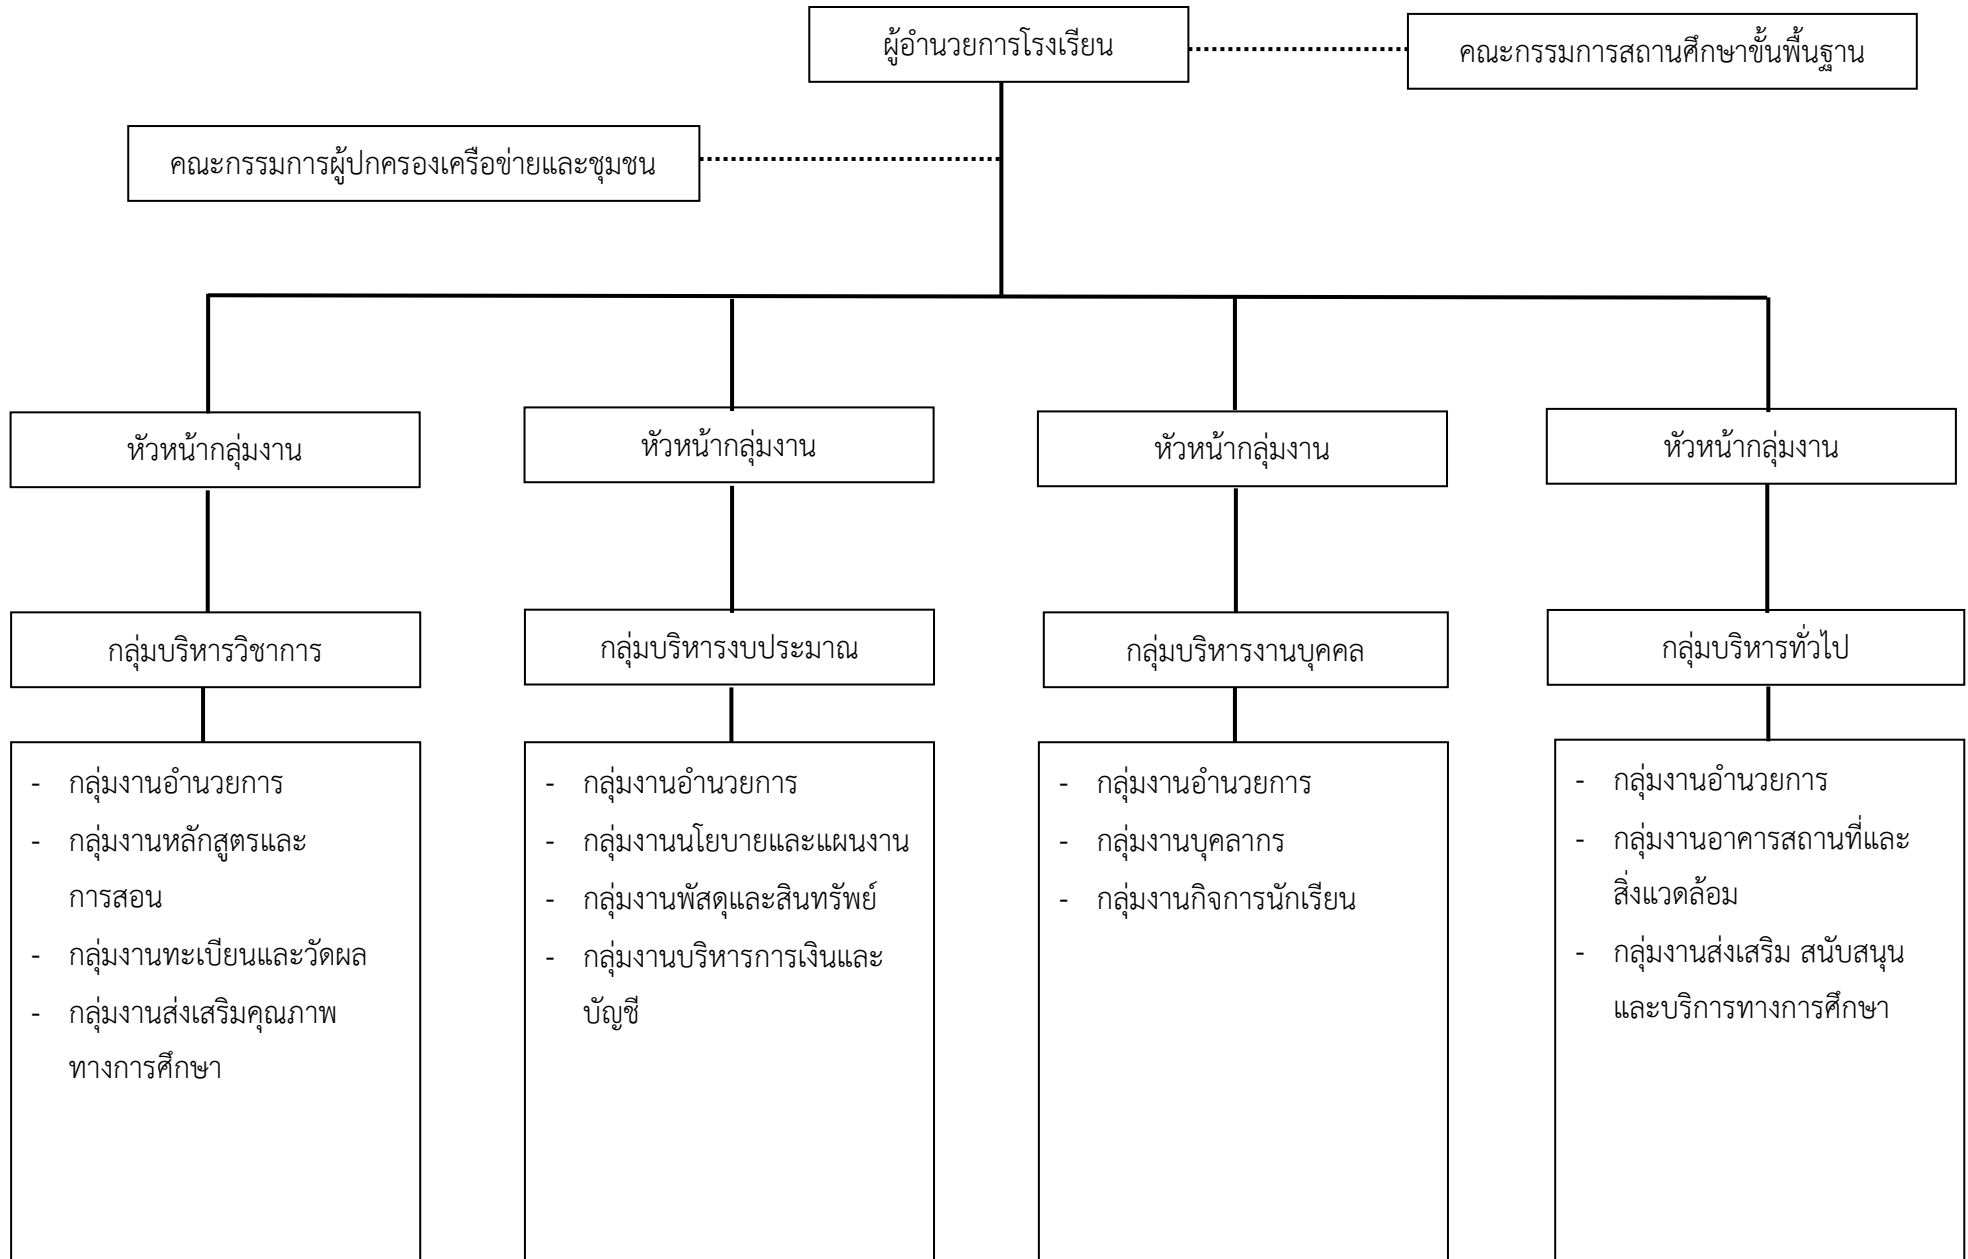 ผู้อำนวยการโรงเรียน
คณะกรรมการสถานศึกษาขั้นพื้นฐาน
คณะกรรมการผู้ปกครองเครือข่ายและชุมชน
หัวหน้ากลุ่มงาน
หัวหน้ากลุ่มงาน
หัวหน้ากลุ่มงาน
หัวหน้ากลุ่มงาน
กลุ่มบริหารวิชาการ
กลุ่มบริหารงบประมาณ
กลุ่มบริหารงานบุคคล
กลุ่มบริหารทั่วไป
- กลุ่มงานอำนวยการ
- กลุ่มงานหลักสูตรและ
การสอน
- กลุ่มงานทะเบียนและวัดผล
- กลุ่มงานส่งเสริมคุณภาพ
ทางการศึกษา
- กลุ่มงานอำนวยการ
- กลุ่มงานนโยบายและแผนงาน
- กลุ่มงานพัสดุและสินทรัพย์
- กลุ่มงานบริหารการเงินและ
บัญชี
- กลุ่มงานอำนวยการ
- กลุ่มงานบุคลากร
- กลุ่มงานกิจการนักเรียน
- กลุ่มงานอำนวยการ
- กลุ่มงานอาคารสถานที่และ
สิ่งแวดล้อม
- กลุ่มงานส่งเสริม สนับสนุน
และบริการทางการศึกษา